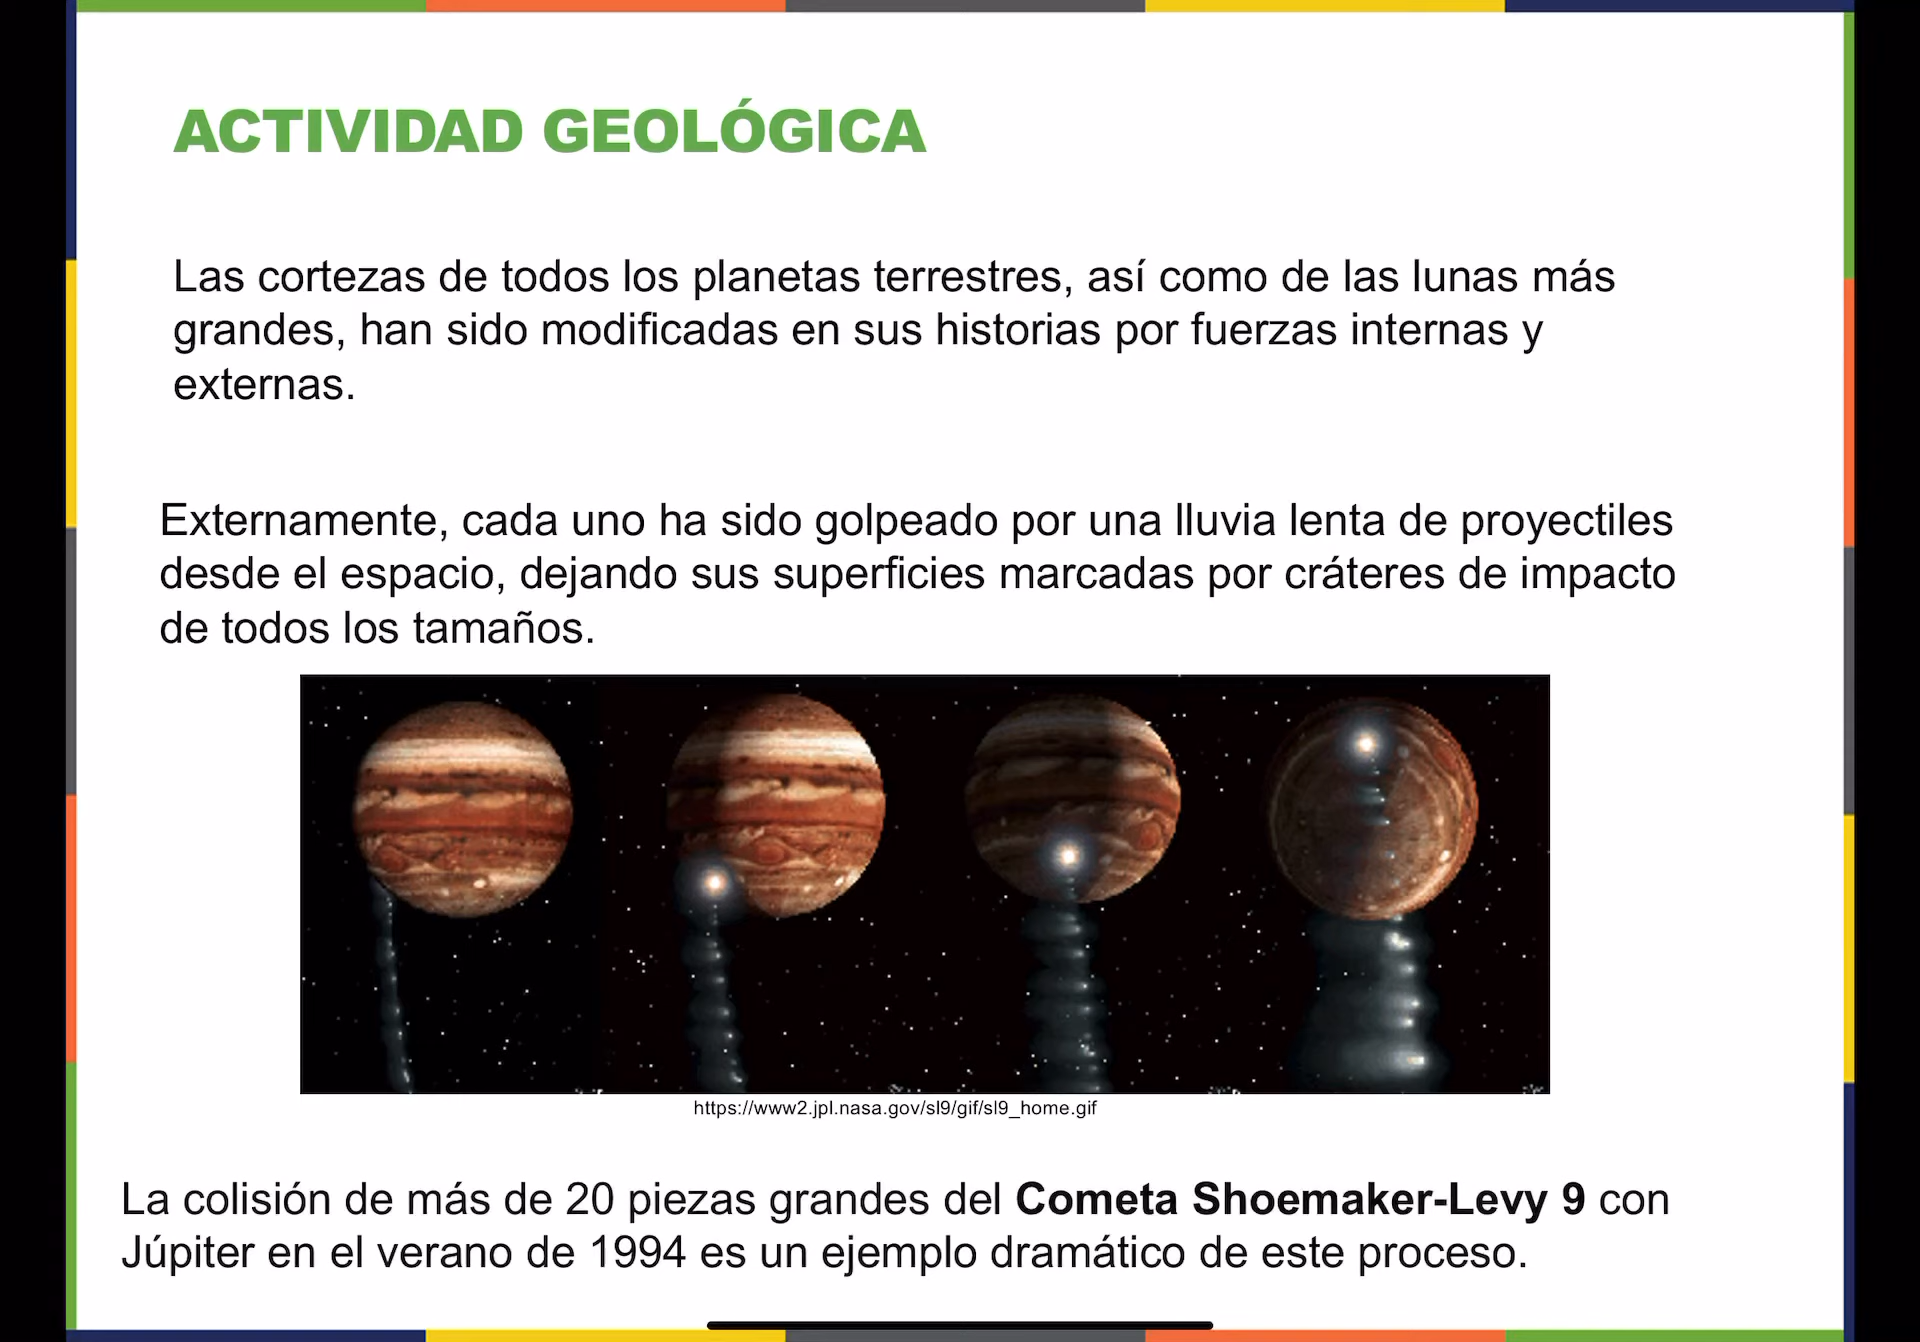 ACTIVIDAD GEOLÓGICA
Las cortezas de todos los planetas terrestres, así como de las lunas más
grandes, han sido modificadas en sus historias por fuerzas internas y
externas.
Externamente, cada uno ha sido golpeado por una lluvia lenta de proyectiles
desde el espacio, dejando sus superficies marcadas por cráteres de impacto
de todos los tamaños.
https://www2.jpl.nasa.gov/sl9/gif/sl9_home.gif
La colisión de más de 20 piezas grandes del Cometa Shoemaker-Levy 9 con
Júpiter en el verano de 1994 es un ejemplo dramático de este proceso.